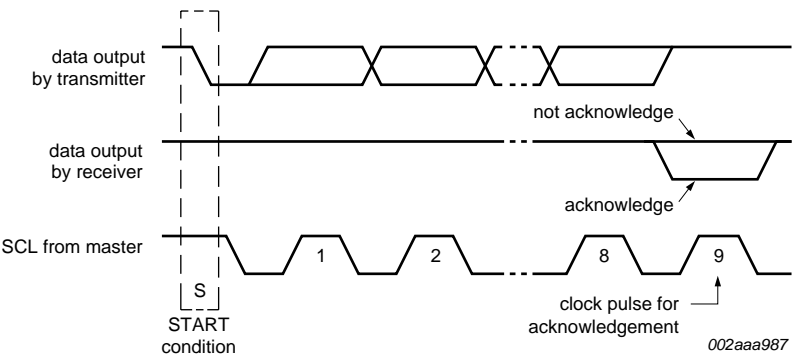 data output
by transmitter
not acknowledge
data output
by receiver
acknowledge
SCL from master
1
2
8
9
S
START
condition
clock pulse for
acknowledgement
002aaa987